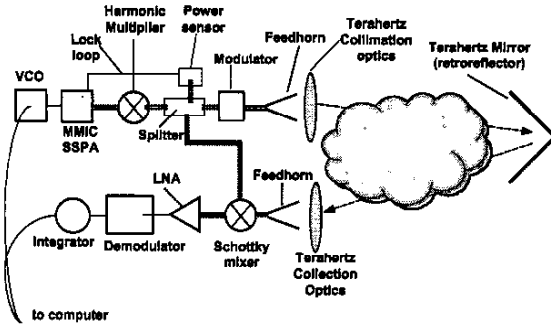 Harmonic
Multiplier
Power
sensor
Lock
loop
Modulator
Feedhorn
Terahertz
Collimation
optics
Terahertz Mirror
(retroreflector)
VCO
MMIC
SSPA
Splitter
LNA
Feedhorn
Integrator
Demodulator
Schottky
mixer
Terahertz
Collection
Optics
to computer